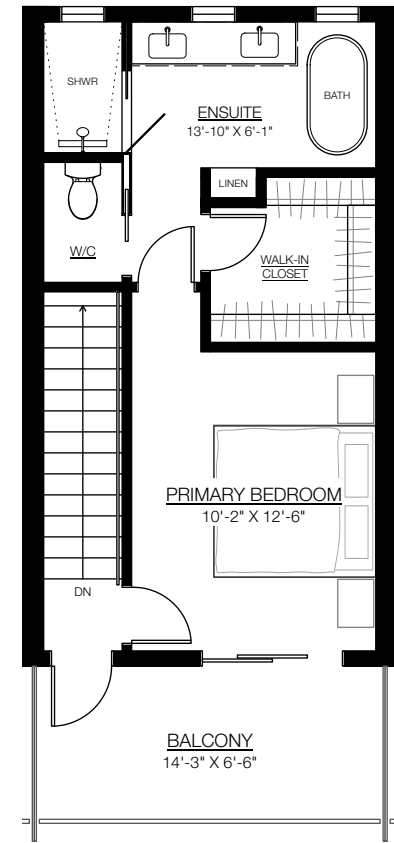 SHWR
ENSUITE
13'-10" X 6'-1"
BATH
LINEN
W/C
WALK-IN
CLOSET
PRIMARY BEDROOM
10'-2" X 12'-6"
DN
BALCONY
14'-3" X 6'-6"